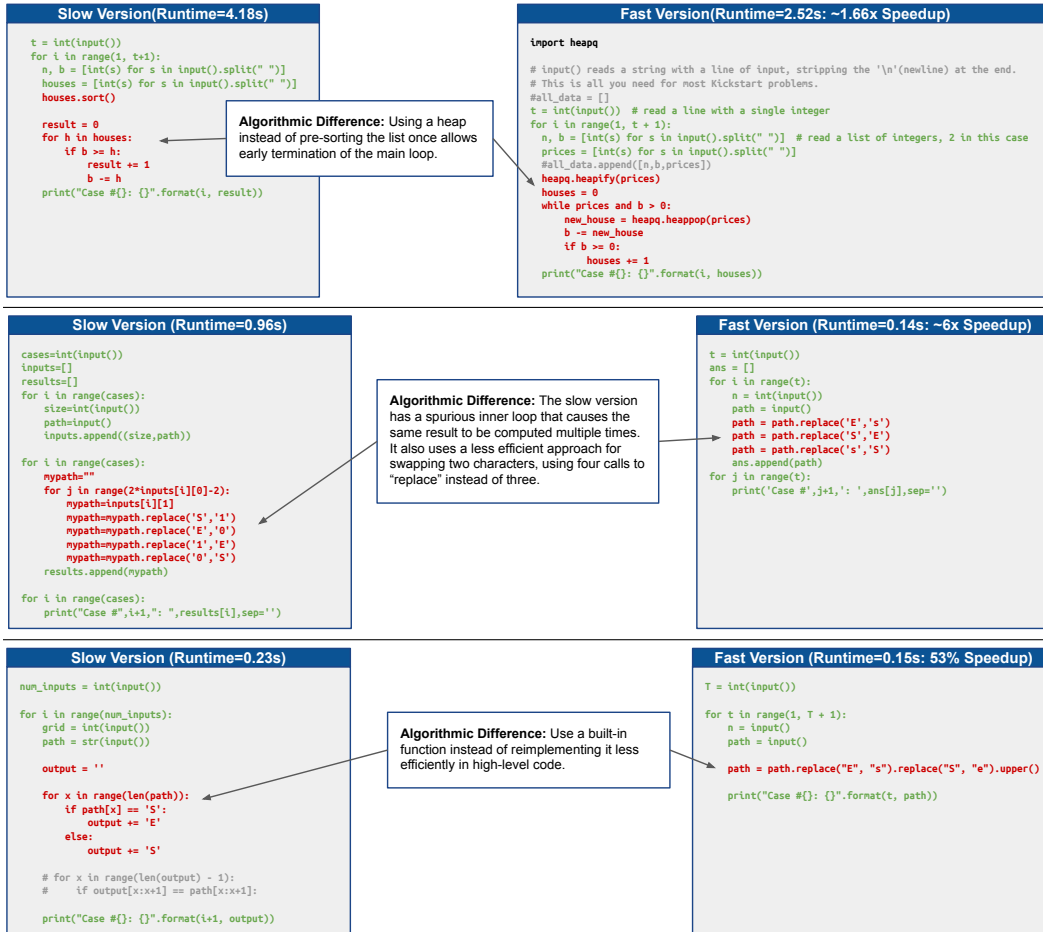 Slow Version(Runtime=4.18s)
t = int(input())
for i in range(1, t+1):
  n, b = [int(s) for s in input().split(" ")]
  houses = [int(s) for s in input().split(" ")]
  houses.sort()

  result = 0
  for h in houses:
      if b >= h:
          result += 1
          b -= h
  print("Case #{}: {}".format(i, result))
Algorithmic Difference: Using a heap
instead of pre-sorting the list once allows
early termination of the main loop.
Fast Version(Runtime=2.52s: ~1.66x Speedup)
import heapq

# input() reads a string with a line of input, stripping the '\n'(newline) at the end.
# This is all you need for most Kickstart problems.
#all_data = []
t = int(input())  # read a line with a single integer
for i in range(1, t + 1):
  n, b = [int(s) for s in input().split(" ")]  # read a list of integers, 2 in this case
  prices = [int(s) for s in input().split(" ")]
  #all_data.append([n,b,prices])
  heapq.heapify(prices)
  houses = 0
  while prices and b > 0:
      new_house = heapq.heappop(prices)
      b -= new_house
      if b >= 0:
          houses += 1
  print("Case #{}: {}".format(i, houses))
Slow Version (Runtime=0.96s)
cases=int(input())
inputs=[]
results=[]
for i in range(cases):
    size=int(input())
    path=input()
    inputs.append((size,path))

for i in range(cases):
    mypath=""
    for j in range(2*inputs[i][0]-2):
        mypath=inputs[i][1]
        mypath=mypath.replace('S','1')
        mypath=mypath.replace('E','0')
        mypath=mypath.replace('1','E')
        mypath=mypath.replace('0','S')
    results.append(mypath)

for i in range(cases):
    print("Case #",i+1,": ",results[i],sep='')
Algorithmic Difference: The slow version
has a spurious inner loop that causes the
same result to be computed multiple times.
It also uses a less efficient approach for
swapping two characters, using four calls to
“replace” instead of three.
Fast Version (Runtime=0.14s: ~6x Speedup)
t = int(input())
ans = []
for i in range(t):
    n = int(input())
    path = input()
    path = path.replace('E','s')
    path = path.replace('S','E')
    path = path.replace('s','S')
    ans.append(path)
for j in range(t):
    print('Case #',j+1,': ',ans[j],sep='')
Slow Version (Runtime=0.23s)
num_inputs = int(input())

for i in range(num_inputs):
    grid = int(input())
    path = str(input())

    output = ''

    for x in range(len(path)):
        if path[x] == 'S':
            output += 'E'
        else:
            output += 'S'

    # for x in range(len(output) - 1):
    #     if output[x:x+1] == path[x:x+1]:

    print("Case #{}: {}".format(i+1, output))
Algorithmic Difference: Use a built-in
function instead of reimplementing it less
efficiently in high-level code.
Fast Version (Runtime=0.15s: 53% Speedup)
T = int(input())

for t in range(1, T + 1):
    n = input()
    path = input()

    path = path.replace("E", "s").replace("S", "e").upper()

    print("Case #{}: {}".format(t, path))